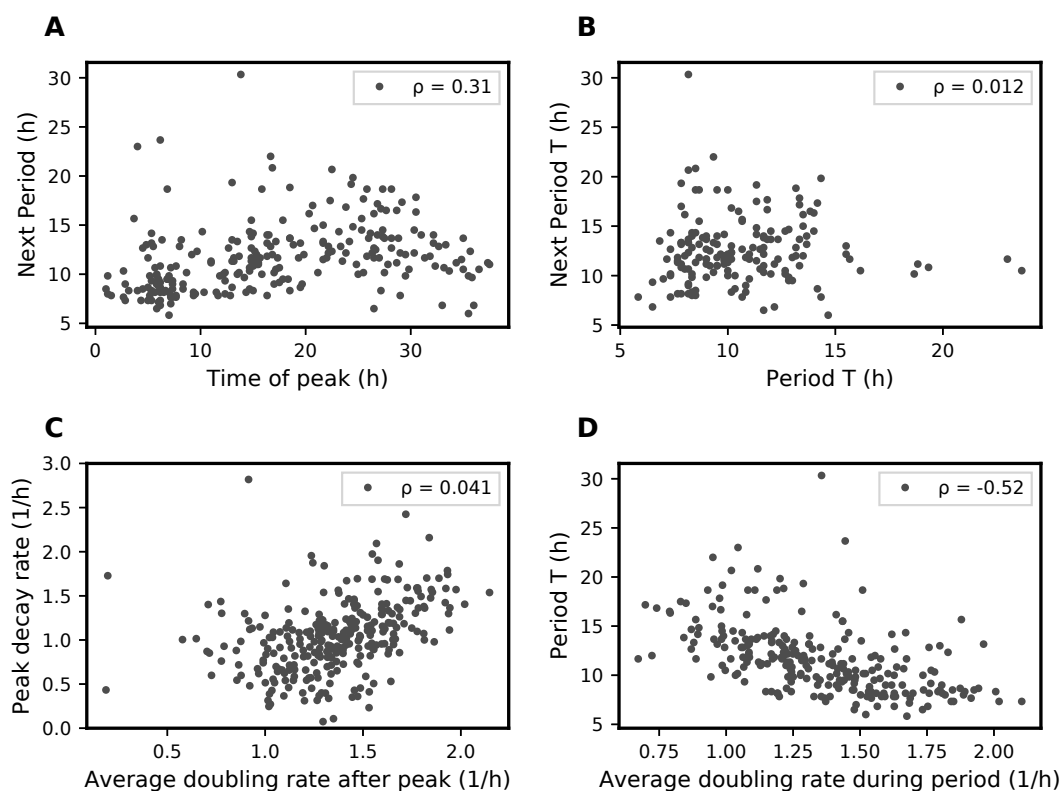 A
B
30
25
20
15
10
5
Next Period (h)
ρ = 0.31
0
10
20
30
Time of peak (h)
30
25
20
15
10
5
Next Period T (h)
ρ = 0.012
5
10
15
20
Period T (h)
C
D
3.0
2.5
2.0
1.5
1.0
0.5
0.0
Peak decay rate (1/h)
ρ = 0.041
0.5
1.0
1.5
2.0
Average doubling rate after peak (1/h)
30
25
20
15
10
5
Period T (h)
ρ = -0.52
0.75
1.00
1.25
1.50
1.75
2.00
Average doubling rate during period (1/h)